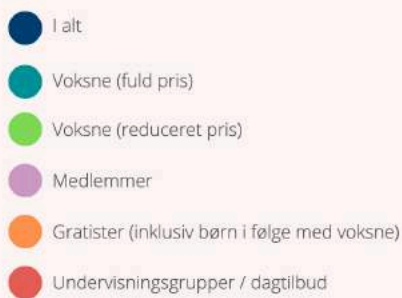 I alt
Voksne (fuld pris)
Voksne (reduceret pris)
Medlemmer
Gratister (inklusiv børn i følge med voksne)
Undervisningsgrupper / dagtilbud